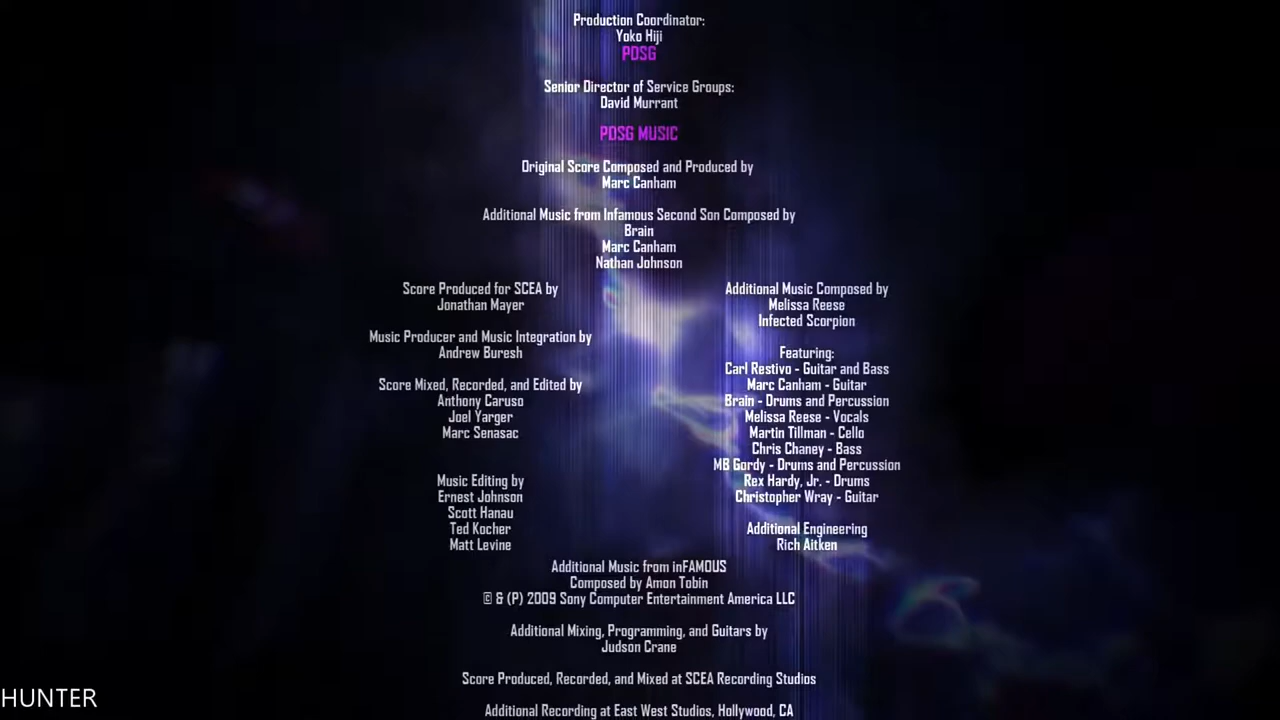 Production Coordinator:
Yoko Hiji
PDSG
Senior Director of Service Groups:
David Murrant
PDSG MUSIC
Original Score Composed and Produced by
Marc Canham
Additional Music from Infamous Second Son Composed by
Brain
Marc Canham
Nathan Johnson
Score Produced for SCEA by
Jonathan Mayer
Music Producer and Music Integration by
Andrew Buresh
Score Mixed, Recorded, and Edited by
Anthony Caruso
Joel Yarger
Marc Senasac
Music Editing by
Ernest Johnson
Scott Hanau
Ted Kocher
Matt Levine
Additional Music Composed by
Melissa Reese
Infected Scorpion
Featuring:
Carl Restivo - Guitar and Bass
Marc Canham - Guitar
Brain - Drums and Percussion
Melissa Reese - Vocals
Martin Tillman - Cello
Chris Chaney - Bass
MB Gordy - Drums and Percussion
Rex Hardy, Jr. - Drums
Christopher Wray - Guitar
Additional Engineering
Rich Aitken
Additional Music from inFAMOUS
Composed by Amon Tobin
© & (P) 2009 Sony Computer Entertainment America LLC
Additional Mixing, Programming, and Guitars by
Judson Crane
Score Produced, Recorded, and Mixed at SCEA Recording Studios
Additional Recording at East West Studios, Hollywood, CA
HUNTER